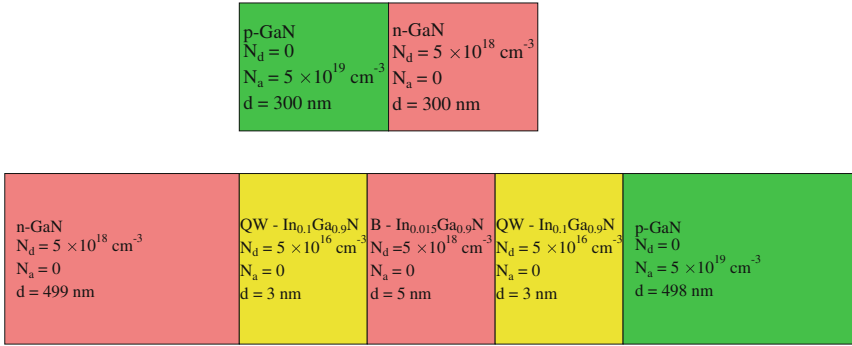 p-GaN
N_d = 0
N_a = 5 ×10^19 cm^-3
d = 300 nm
n-GaN
N_d = 5 ×10^18 cm^-3
N_a = 0
d = 300 nm
n-GaN
N_d = 5 ×10^18 cm^-3
N_a = 0
d = 499 nm
QW - In_0.1Ga_0.9N
N_d = 5 ×10^16 cm^-3
N_a = 0
d = 3 nm
B - In_0.015Ga_0.9N
N_d =5 ×10^18 cm^-3
N_a = 0
d = 5 nm
QW - In_0.1Ga_0.9N
N_d = 5 ×10^16 cm^-3
N_a = 0
d = 3 nm
p-GaN
N_d = 0
N_a = 5 ×10^19 cm^-3
d = 498 nm